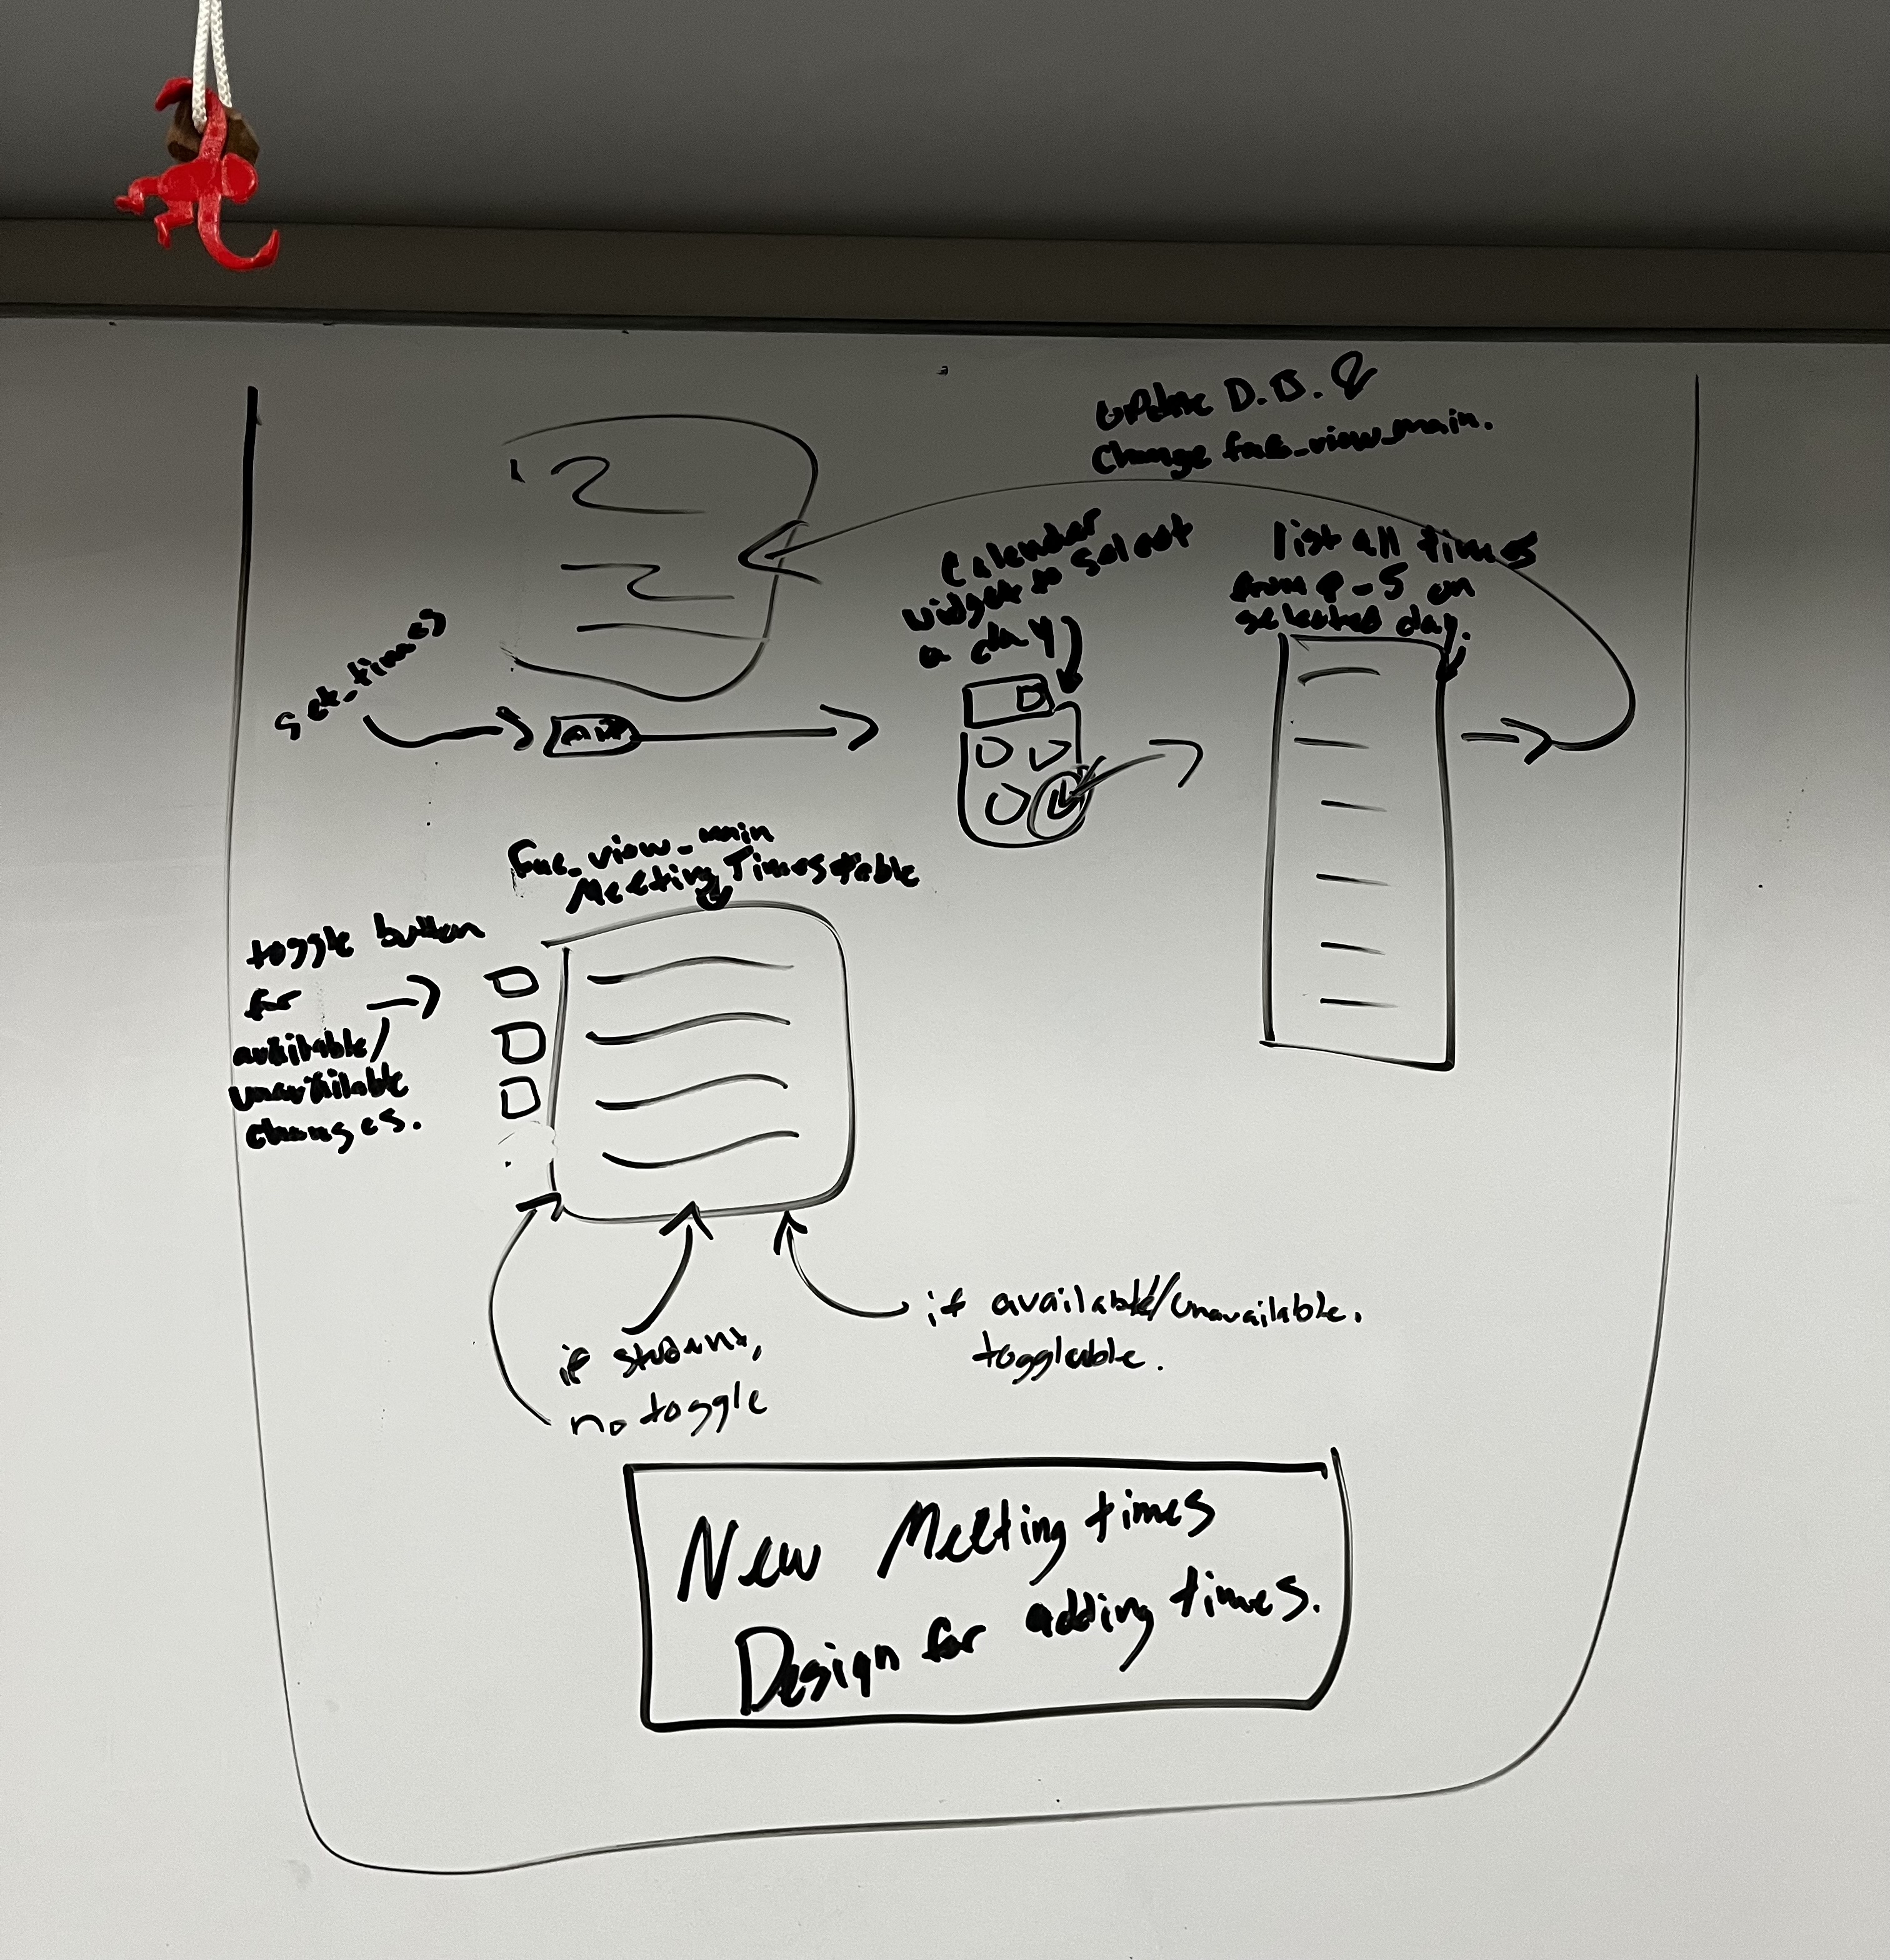 update D.B. &
change fac_view_main.
Calendar
widget to select
a day
list all times
from 9-5 on
selected day.
set_times
add
fac_view_main
Meeting Times table
toggle button
for
available/
unavailable
changes.
if student,
no toggle
if available/unavailable.
togglable.
New Meeting times
Design for adding times.